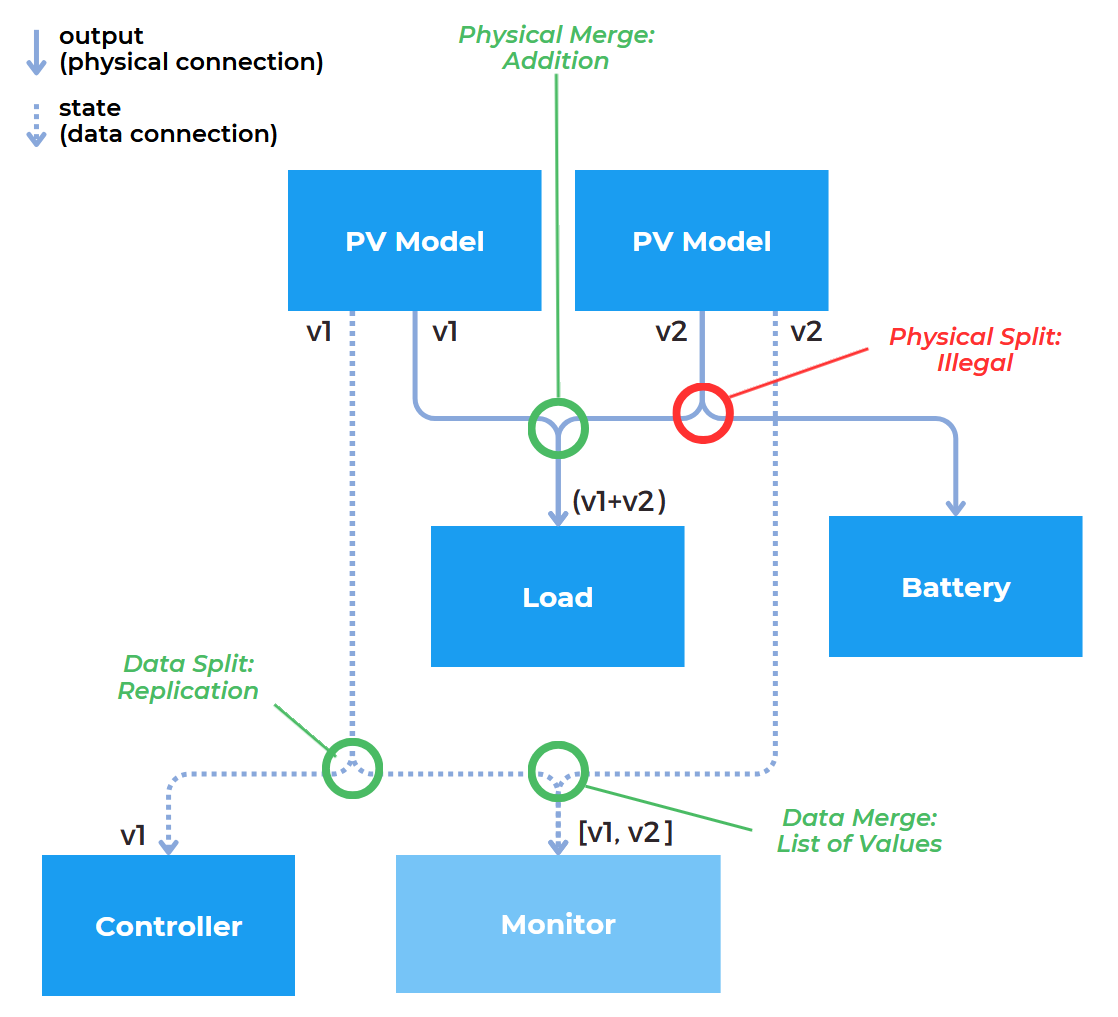 output
(physical connection)
state
(data connection)
Physical Merge:
Addition
PV Model
PV Model
v1
v1
v2
v2
Physical Split:
Illegal
(v1+v2)
Load
Battery
Data Split:
Replication
v1
[v1, v2]
Data Merge:
List of Values
Controller
Monitor